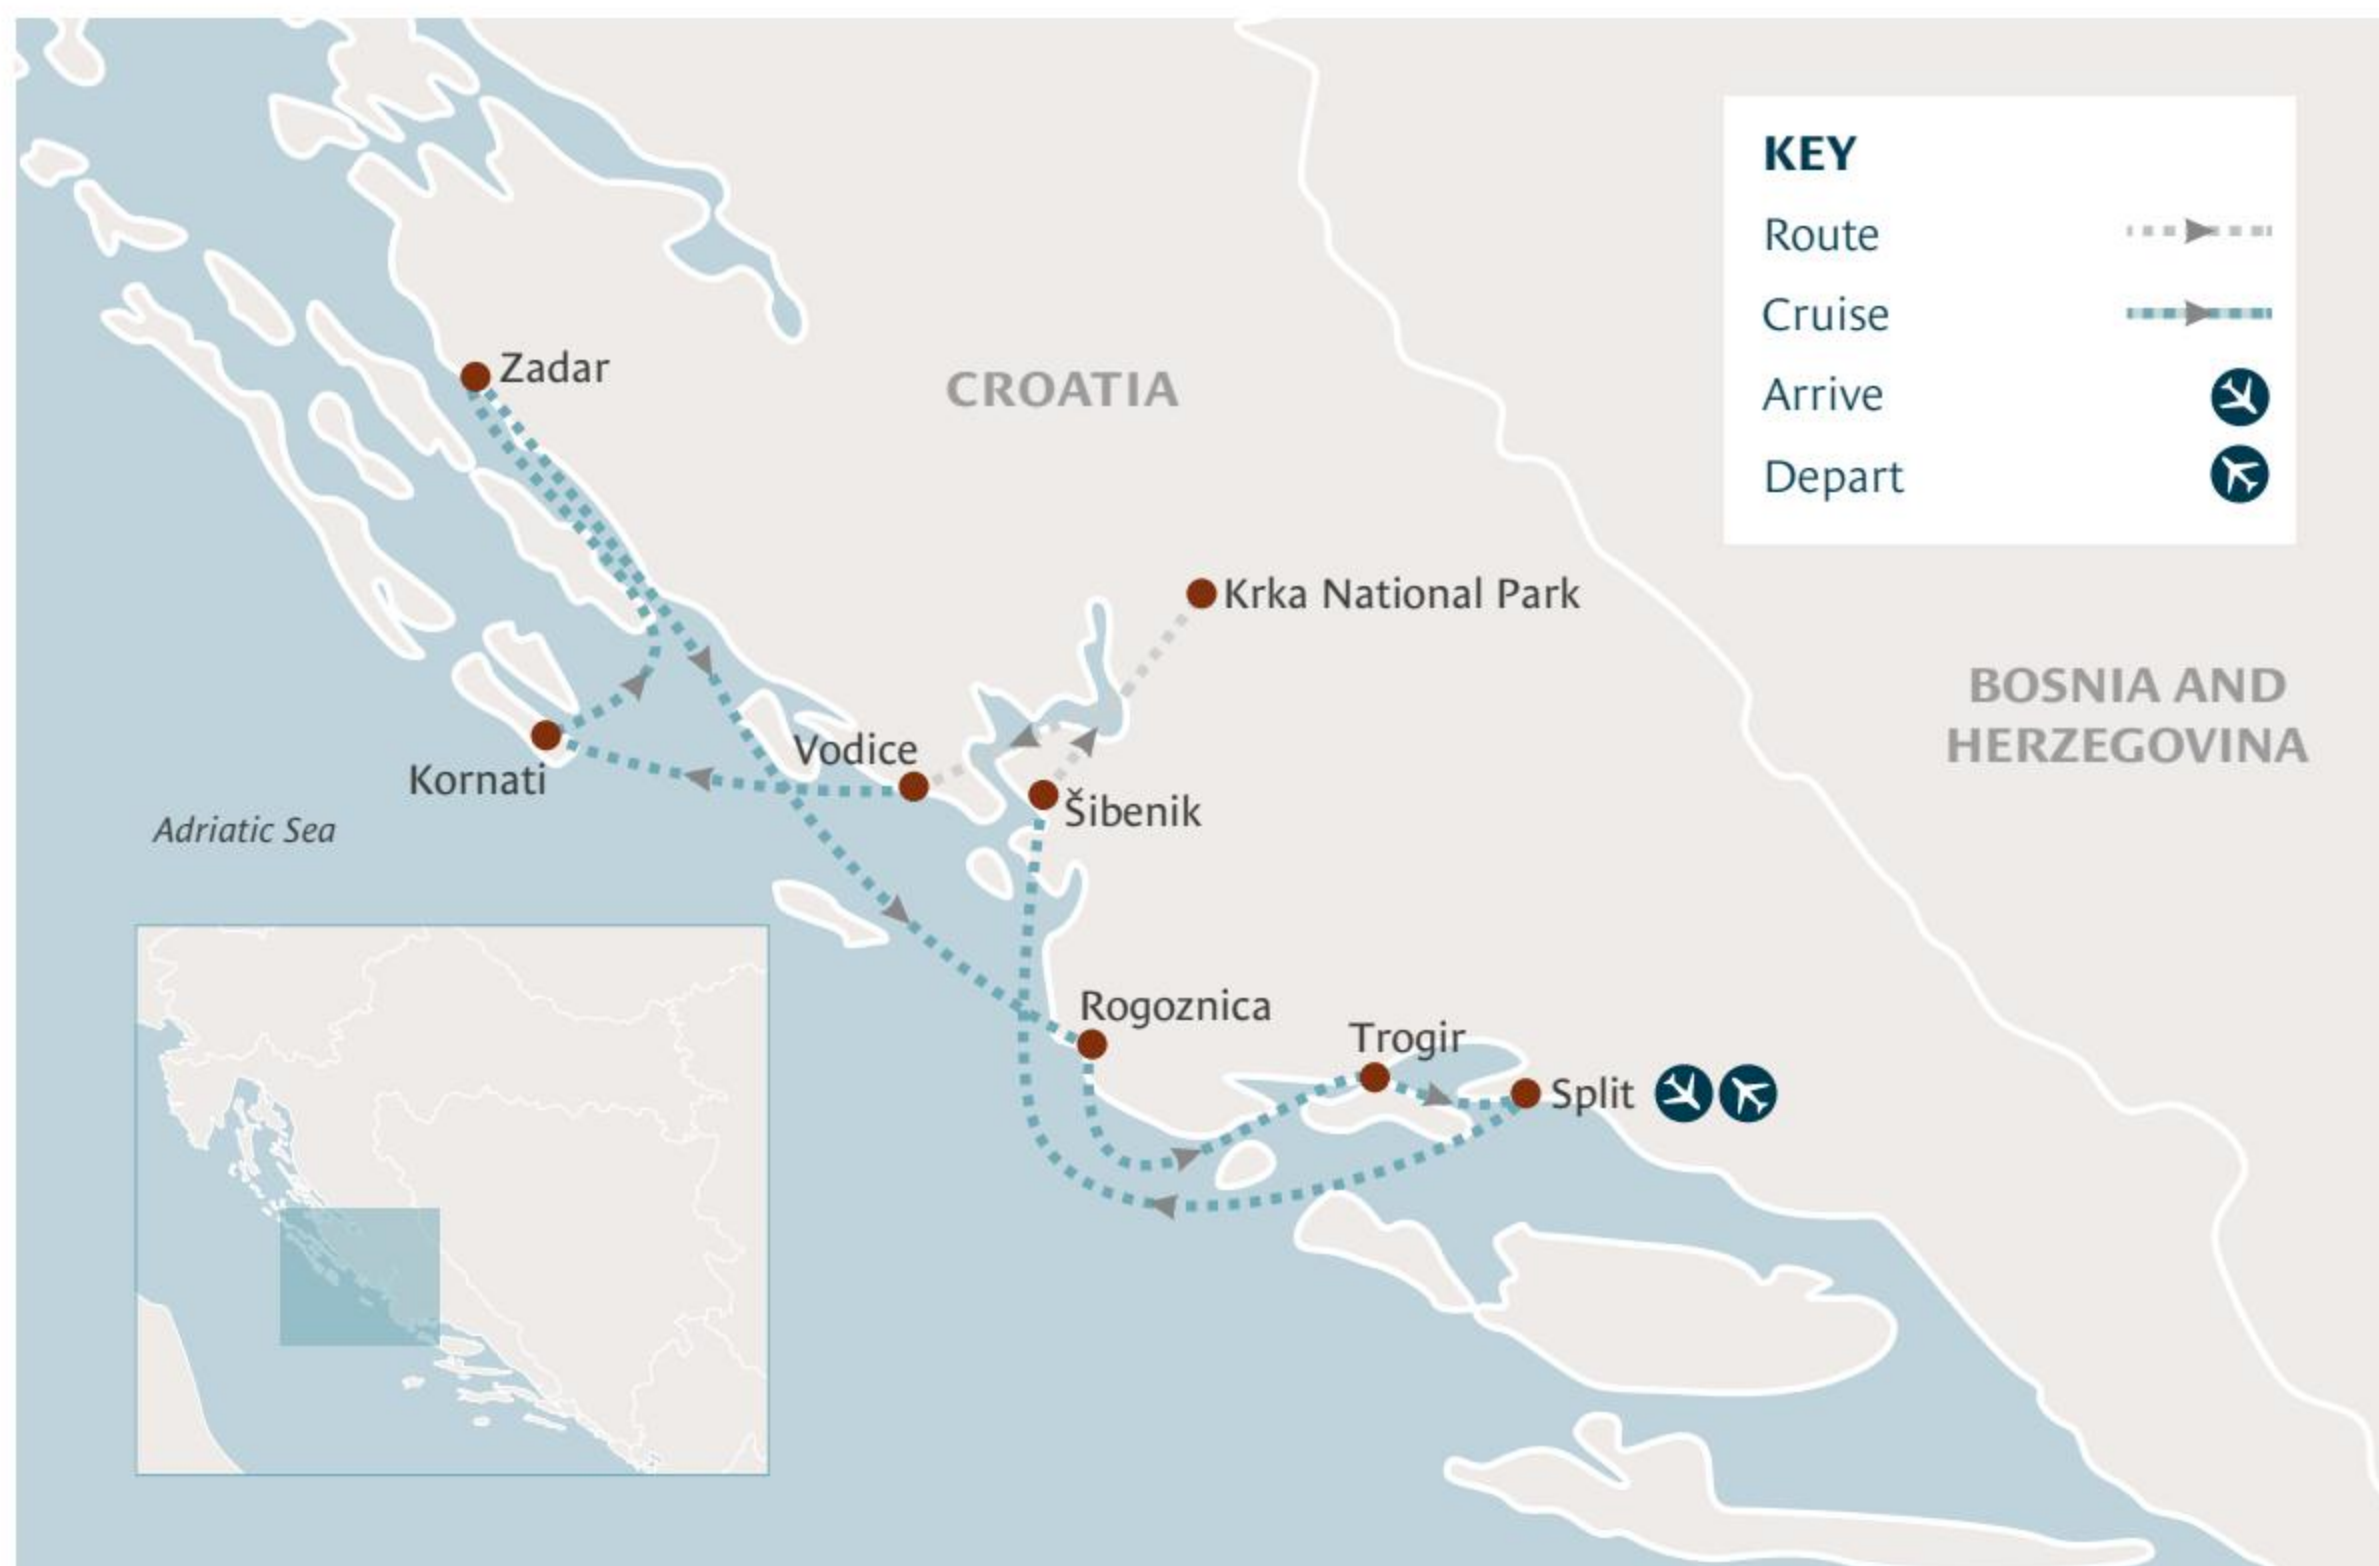 KEY
Route
Cruise
Arrive
Depart
Zadar
CROATIA
Krka National Park
BOSNIA AND
HERZEGOVINA
Vodice
Kornati
Šibenik
Adriatic Sea
Rogoznica
Trogir
Split